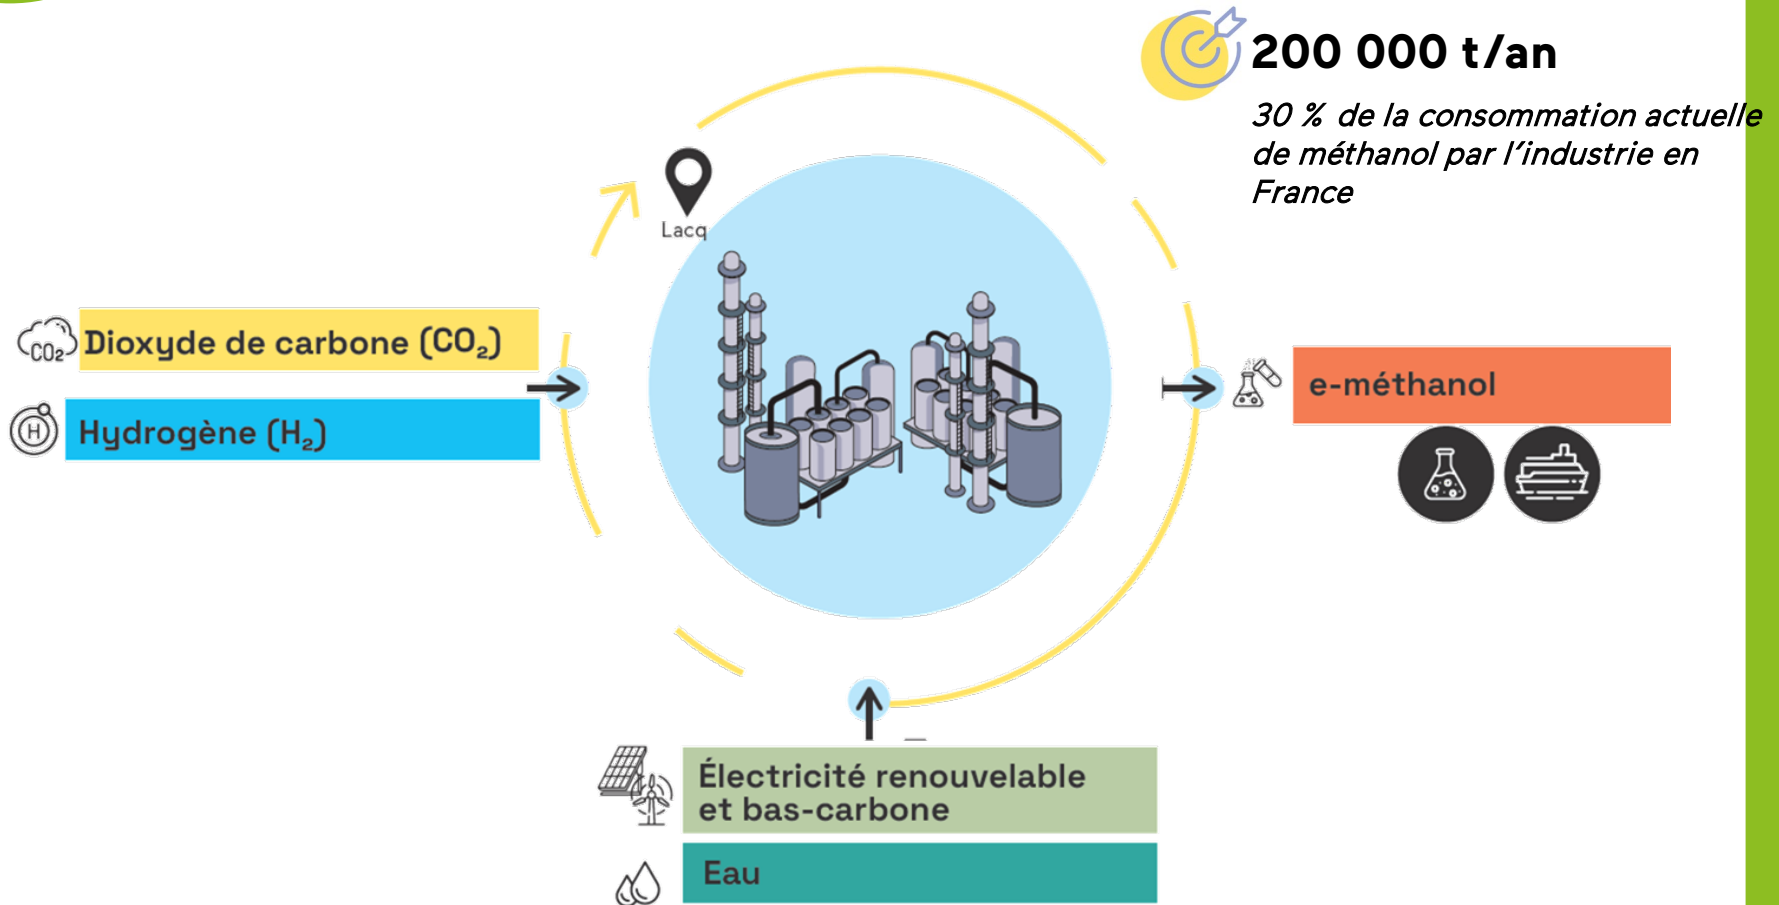 200 000 t/an
30 % de la consommation actuelle
de méthanol par l'industrie en
France
Lacq
CO2
Dioxyde de carbone (CO₂)
H
Hydrogène (H₂)
e-méthanol
Électricité renouvelable
et bas-carbone
Eau